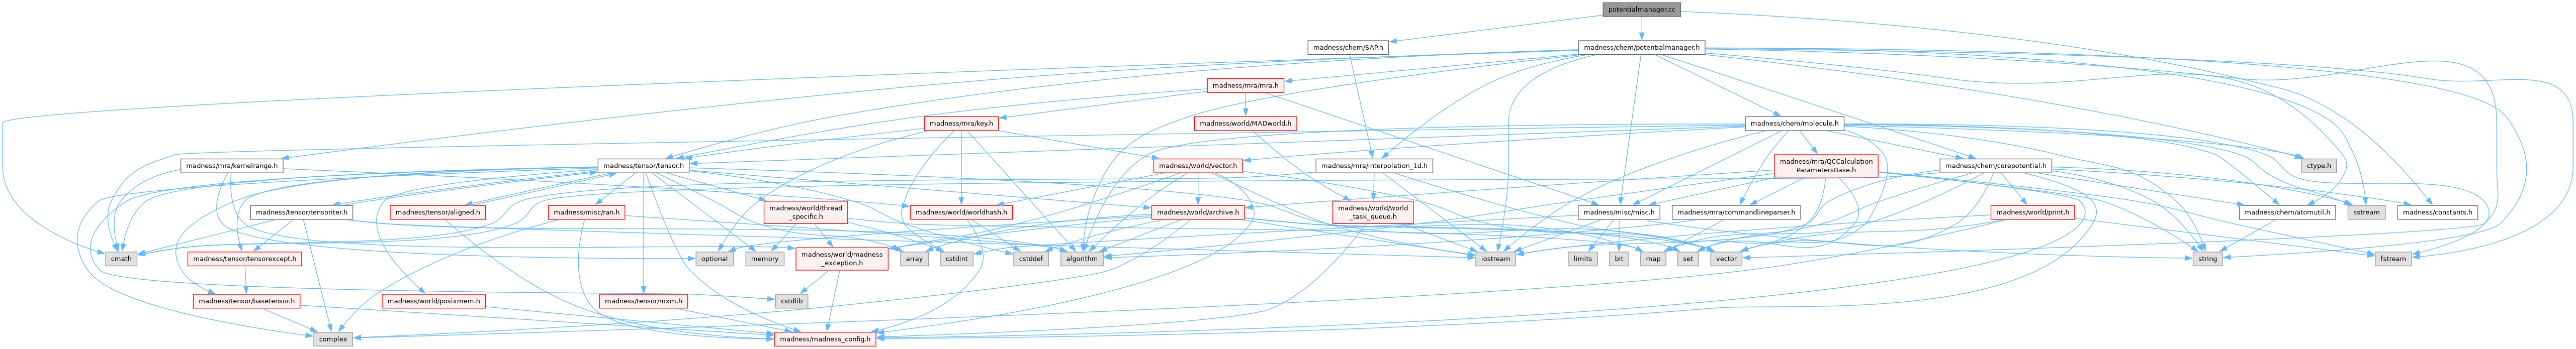 potentialmanager.cc
madness/chem/SAP.h
madness/chem/potentialmanager.h
madness/mra/mra.h
madness/mra/key.h
madness/world/MADworld.h
madness/chem/molecule.h
madness/mra/kernelrange.h
madness/tensor/tensor.h
madness/world/vector.h
madness/mra/interpolation_1d.h
madness/mra/QCCalculation
ParametersBase.h
madness/chem/corepotential.h
ctype.h
madness/tensor/tensoriter.h
madness/tensor/aligned.h
madness/misc/ran.h
madness/world/thread
_specific.h
madness/world/worldhash.h
madness/world/archive.h
madness/world/world
_task_queue.h
madness/misc/misc.h
madness/mra/commandlineparser.h
madness/world/print.h
madness/chem/atomutil.h
sstream
madness/constants.h
cmath
madness/tensor/tensorexcept.h
optional
memory
madness/world/madness
_exception.h
array
cstdint
cstddef
algorithm
iostream
limits
bit
map
set
vector
string
fstream
madness/tensor/basetensor.h
madness/world/posixmem.h
madness/tensor/mxm.h
cstdlib
complex
madness/madness_config.h